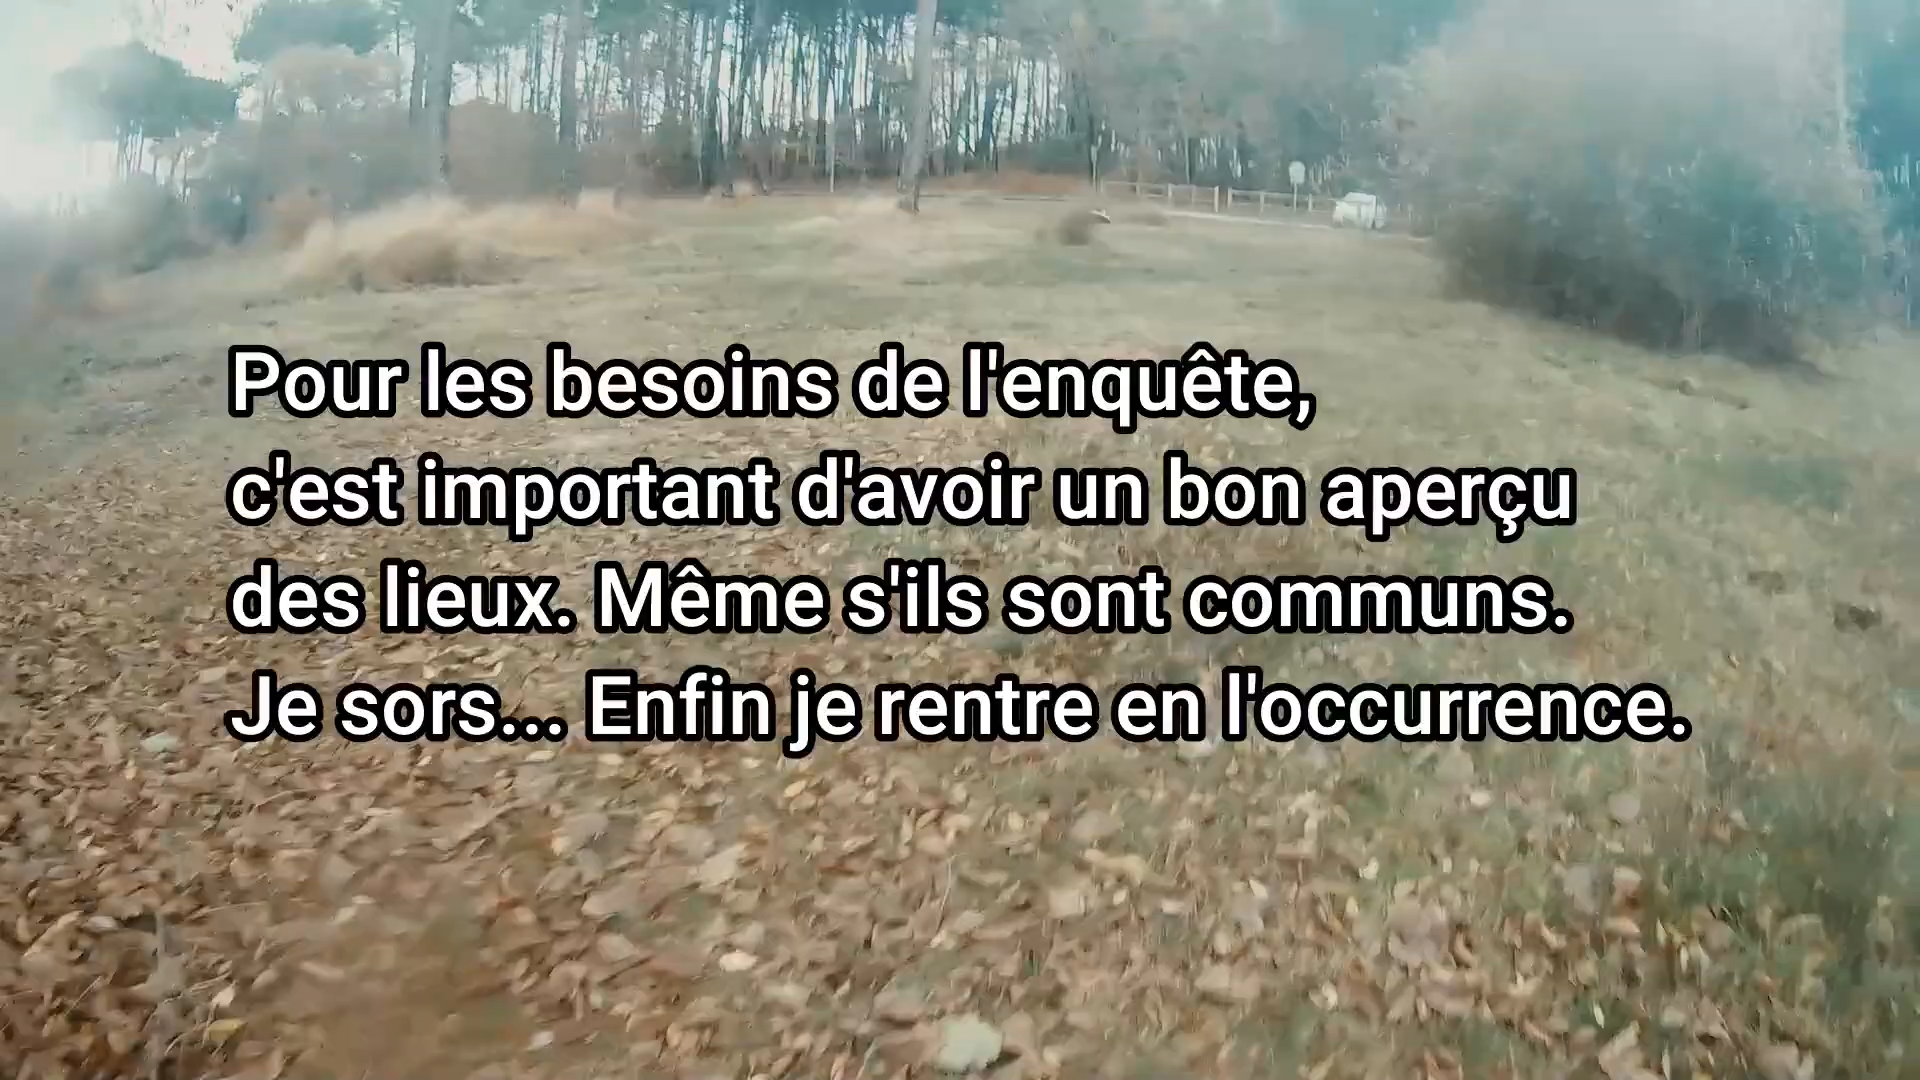 Pour les besoins de l'enquête,
c'est important d'avoir un bon aperçu
des lieux. Même s'ils sont communs.
Je sors... Enfin je rentre en l'occurrence.